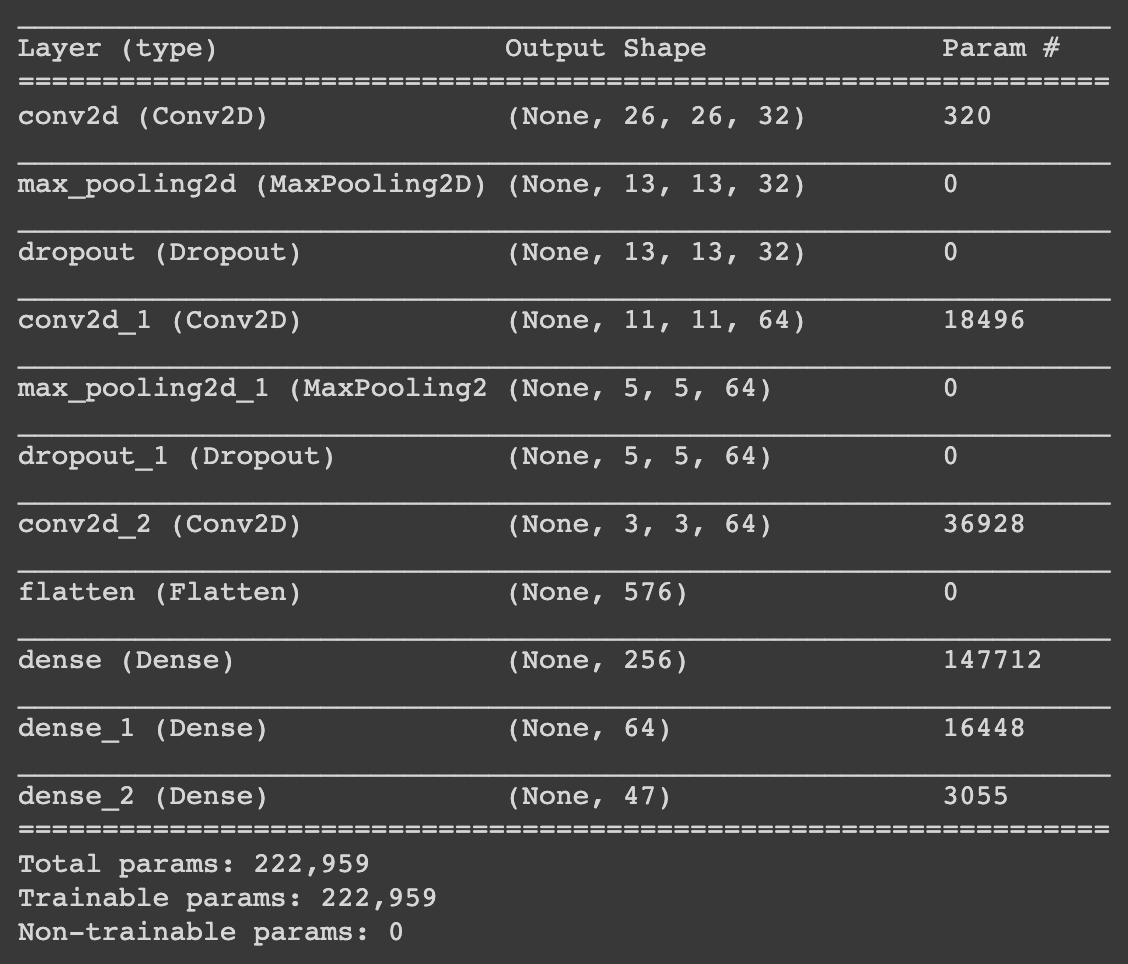 Layer (type) Output Shape Param #
conv2d (Conv2D) (None, 26, 26, 32) 320
max_pooling2d (MaxPooling2D) (None, 13, 13, 32) 0
dropout (Dropout) (None, 13, 13, 32) 0
conv2d_1 (Conv2D) (None, 11, 11, 64) 18496
max_pooling2d_1 (MaxPooling2 (None, 5, 5, 64) 0
dropout_1 (Dropout) (None, 5, 5, 64) 0
conv2d_2 (Conv2D) (None, 3, 3, 64) 36928
flatten (Flatten) (None, 576) 0
dense (Dense) (None, 256) 147712
dense_1 (Dense) (None, 64) 16448
dense_2 (Dense) (None, 47) 3055
Total params: 222,959
Trainable params: 222,959
Non-trainable params: 0